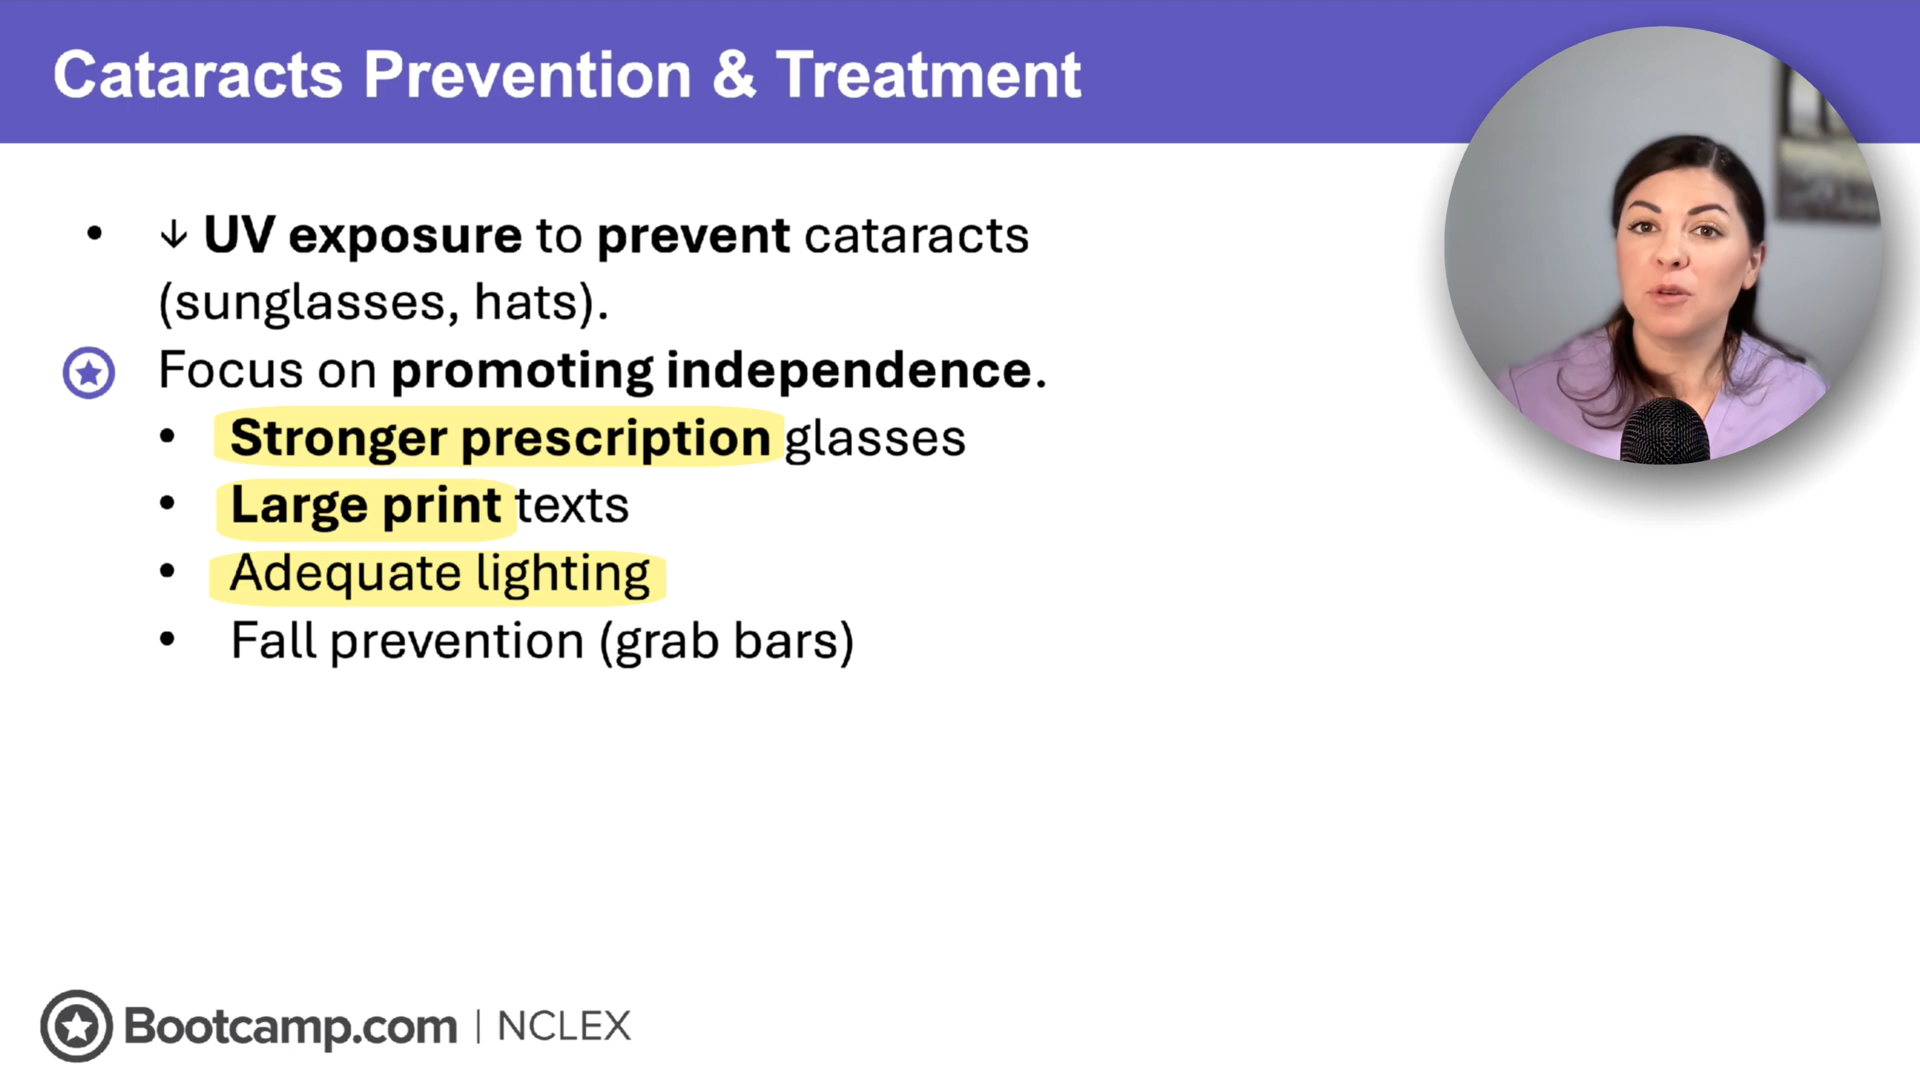 Cataracts Prevention & Treatment
• ↓ UV exposure to prevent cataracts
(sunglasses, hats).
Focus on promoting independence.
• Stronger prescription glasses
• Large print texts
• Adequate lighting
• Fall prevention (grab bars)
Bootcamp.com | NCLEX